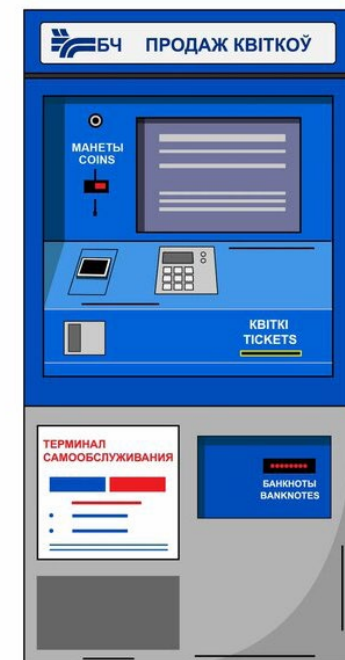 БЧ ПРОДАЖ КВІТКОЎ
МАНЕТЫ
COINS
КВІТКІ
TICKETS
ТЕРМИНАЛ
САМООБСЛУЖИВАНИЯ
БАНКНОТЫ
BANKNOTES